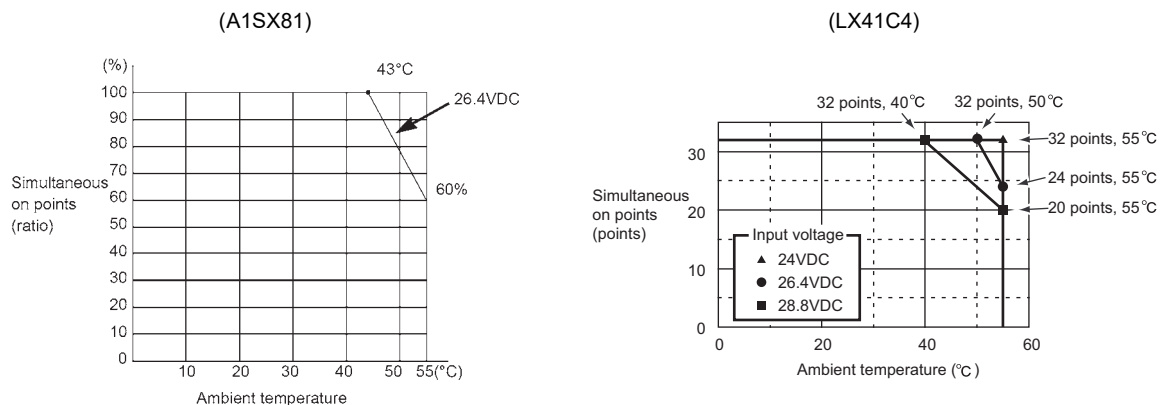 (A1SX81)
(%)
43°C
100
26.4VDC
90
80
70
Simultaneous
on points
(ratio)
60%
60
50
40
30
20
10
0
10 20 30 40 50 55(°C)
Ambient temperature
(LX41C4)
32 points, 40°C
32 points, 50°C
32 points, 55°C
24 points, 55°C
20 points, 55°C
Simultaneous
on points
(points)
30
20
10
0
Input voltage
▲ 24VDC
● 26.4VDC
■ 28.8VDC
0 20 40 60
Ambient temperature (°C)